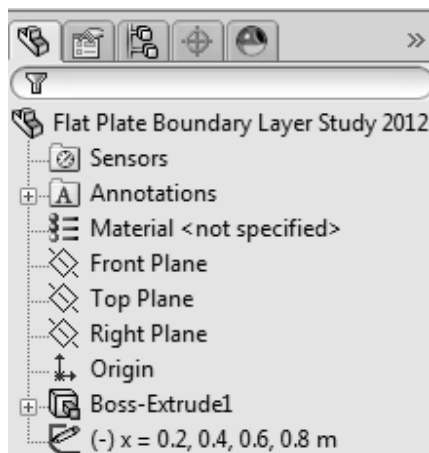 Flat Plate Boundary Layer Study 2012
Sensors
A Annotations
Material <not specified>
Front Plane
Top Plane
Right Plane
Origin
Boss-Extrude1
(-) x = 0.2, 0.4, 0.6, 0.8 m